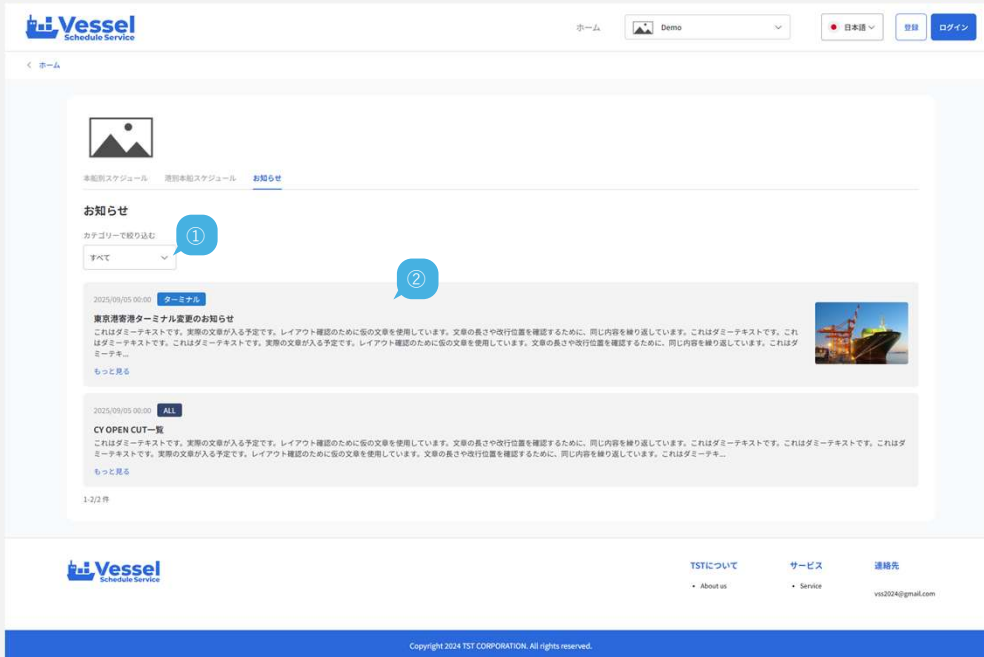 Vessel
Schedule Service
ホーム
Demo
日本語
登録
ログイン
ホーム
本船別スケジュール 港別本船スケジュール お知らせ
お知らせ
カテゴリーで絞り込む
①
すべて
②
2025/09/05 00:00 ターミナル
東京港寄港ターミナル変更のお知らせ
これはダミーテキストです。実際の文章が入る予定です。レイアウト確認のために仮の文章を使用しています。文章の長さや改行位置を確認するために、同じ内容を繰り返しています。これはダミーテキストです。これ
はダミーテキストです。これはダミーテキストです。実際の文章が入る予定です。レイアウト確認のために仮の文章を使用しています。文章の長さや改行位置を確認するために、同じ内容を繰り返しています。これはダ
ミーテキ...
もっと見る
2025/09/05 00:00 ALL
CY OPEN CUT一覧
これはダミーテキストです。実際の文章が入る予定です。レイアウト確認のために仮の文章を使用しています。文章の長さや改行位置を確認するために、同じ内容を繰り返しています。これはダミーテキストです。これはダミーテキストです。これはダ
ミーテキストです。実際の文章が入る予定です。レイアウト確認のために仮の文章を使用しています。文章の長さや改行位置を確認するために、同じ内容を繰り返しています。これはダミーテキ...
もっと見る
1-2/2 件
Vessel
Schedule Service
TSTについて
• About us
サービス
• Service
連絡先
vss2024@gmail.com
Copyright 2024 TST CORPORATION. All rights reserved.